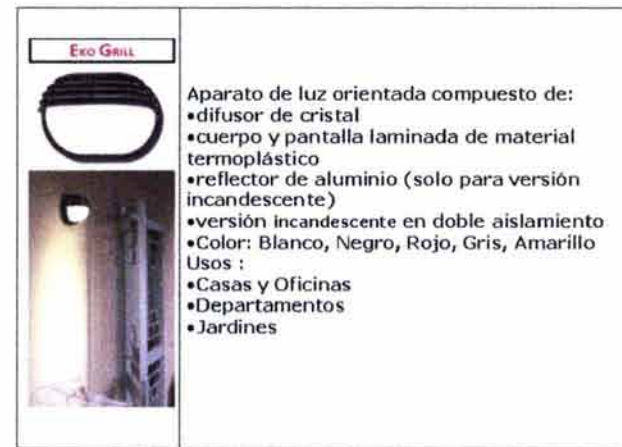 EKO GRILL
Aparato de luz orientada compuesto de:
•difusor de cristal
•cuerpo y pantalla laminada de material
termoplástico
•reflector de aluminio (solo para versión
incandescente)
•versión incandescente en doble aislamiento
•Color: Blanco, Negro, Rojo, Gris, Amarillo
Usos :
•Casas y Oficinas
•Departamentos
•Jardines